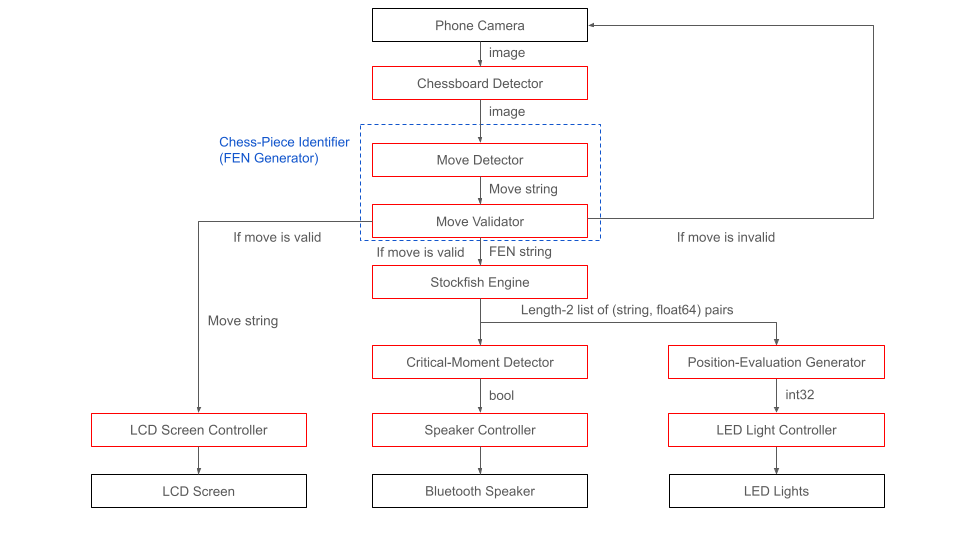 Phone Camera
image
Chessboard Detector
image
Chess-Piece Identifier
(FEN Generator)
Move Detector
Move string
Move Validator
If move is valid
If move is invalid
If move is valid
FEN string
Stockfish Engine
Length-2 list of (string, float64) pairs
Move string
Critical-Moment Detector
Position-Evaluation Generator
bool
int32
LCD Screen Controller
Speaker Controller
LED Light Controller
LCD Screen
Bluetooth Speaker
LED Lights